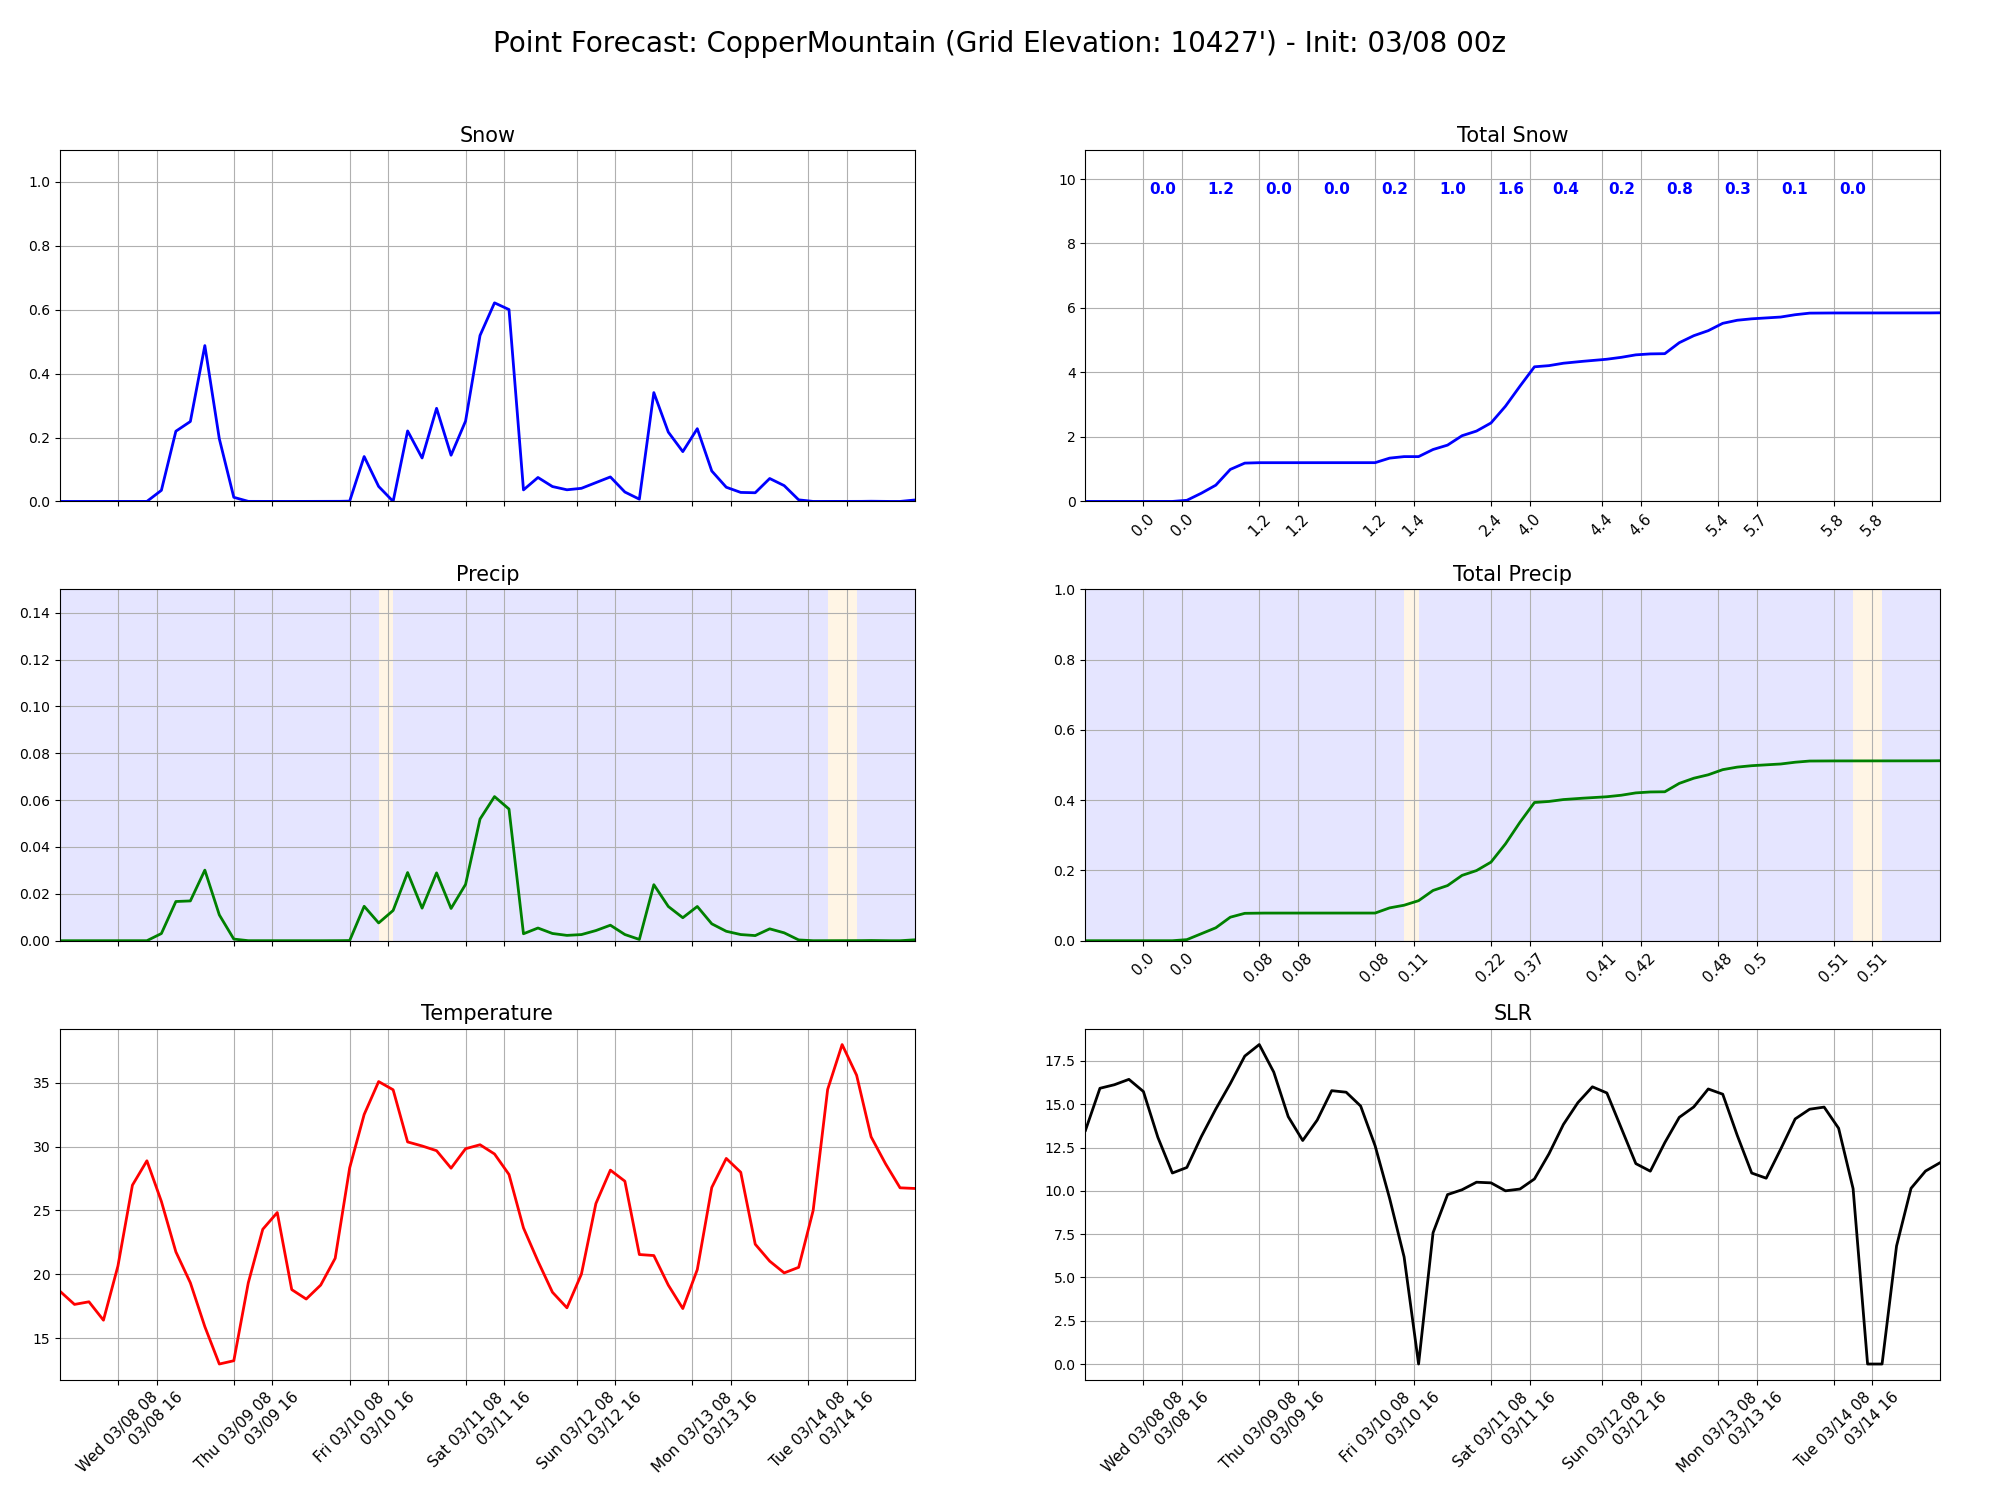 Point Forecast: CopperMountain (Grid Elevation: 10427') - Init: 03/08 00z
Snow
1.0
0.8
0.6
0.4
0.2
0.0
Total Snow
10
8
6
4
2
0
0.0 1.2 0.0 0.0 0.2 1.0 1.6 0.4 0.2 0.8 0.3 0.1 0.0
0.0 0.0 1.2 1.2 1.2 1.4 2.4 4.0 4.4 4.6 5.4 5.7 5.8 5.8
Precip
0.14
0.12
0.10
0.08
0.06
0.04
0.02
0.00
Total Precip
1.0
0.8
0.6
0.4
0.2
0.0
0.0 0.0 0.08 0.08 0.08 0.11 0.22 0.37 0.41 0.42 0.48 0.5 0.51 0.51
Temperature
35
30
25
20
15
Wed 03/08 08
03/08 16
Thu 03/09 08
03/09 16
Fri 03/10 08
03/10 16
Sat 03/11 08
03/11 16
Sun 03/12 08
03/12 16
Mon 03/13 08
03/13 16
Tue 03/14 08
03/14 16
SLR
17.5
15.0
12.5
10.0
7.5
5.0
2.5
0.0
Wed 03/08 08
03/08 16
Thu 03/09 08
03/09 16
Fri 03/10 08
03/10 16
Sat 03/11 08
03/11 16
Sun 03/12 08
03/12 16
Mon 03/13 08
03/13 16
Tue 03/14 08
03/14 16